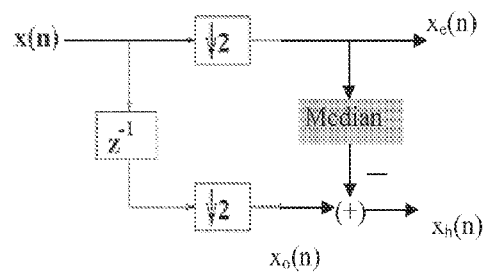 x(n)
↓2
xₑ(n)
Median
z⁻¹
−
↓2
(+)
xₕ(n)
xₒ(n)